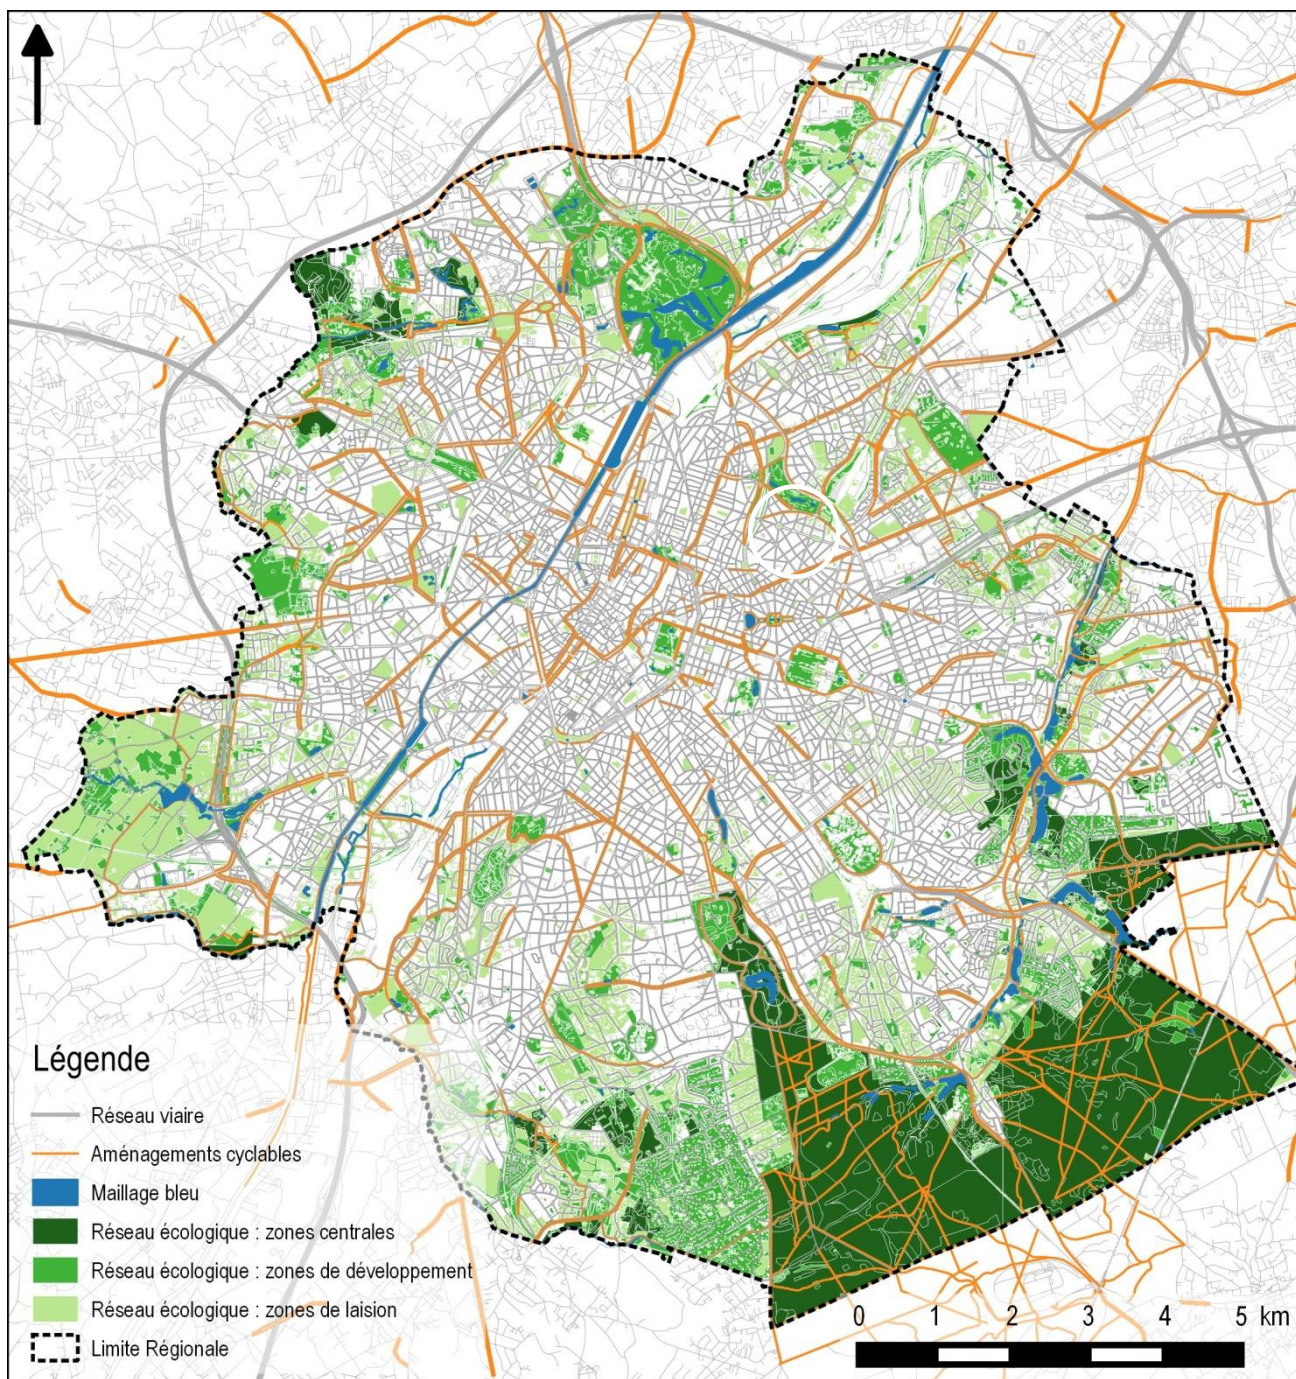 Légende
Réseau viaire
Aménagements cyclables
Maillage bleu
Réseau écologique : zones centrales
Réseau écologique : zones de développement
Réseau écologique : zones de laision
Limite Régionale
0 1 2 3 4 5 km